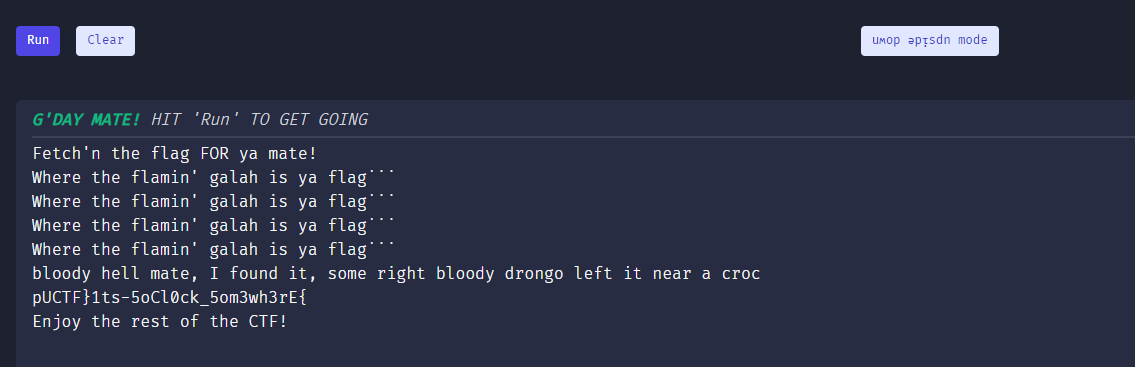 Run
Clear
uʍop ǝpᴉsdn mode
G'DAY MATE! HIT 'Run' TO GET GOING
Fetch'n the flag FOR ya mate!
Where the flamin' galah is ya flag˙˙˙
Where the flamin' galah is ya flag˙˙˙
Where the flamin' galah is ya flag˙˙˙
Where the flamin' galah is ya flag˙˙˙
bloody hell mate, I found it, some right bloody drongo left it near a croc
pUCTF}1ts-5oCl0ck_5om3wh3rE{
Enjoy the rest of the CTF!